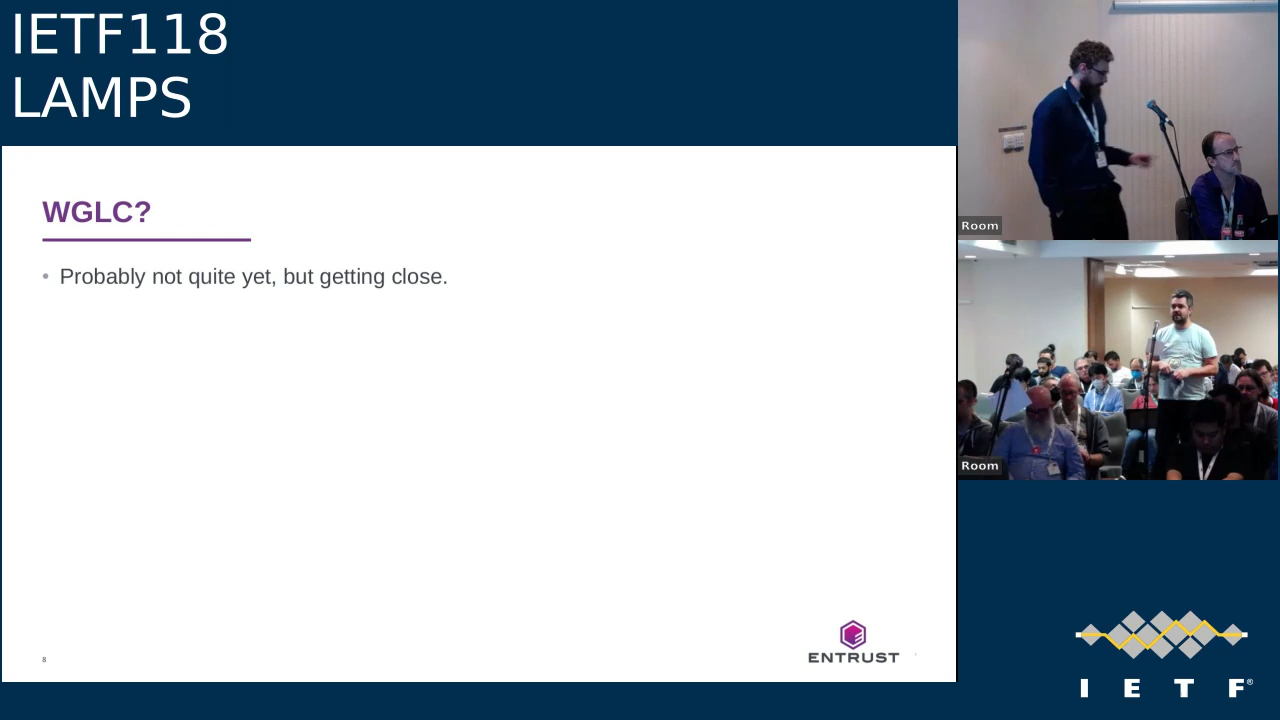 IETF118
LAMPS
WGLC?
• Probably not quite yet, but getting close.
8
ENTRUST
Room
Room
I E T F®